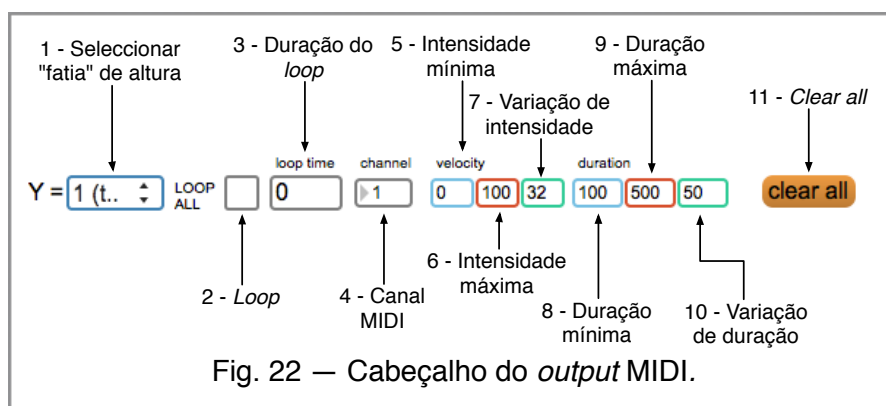 1 - Seleccionar
"fatia" de altura
3 - Duração do
loop
5 - Intensidade
mínima
7 - Variação de
intensidade
9 - Duração
máxima
11 - Clear all
loop time
channel
velocity
duration
Y = 1 (t.. LOOP
ALL
0
1
0 100 32
100 500 50
clear all
2 - Loop
4 - Canal
MIDI
6 - Intensidade
máxima
8 - Duração
mínima
10 - Variação
de duração
Fig. 22 — Cabeçalho do output MIDI.